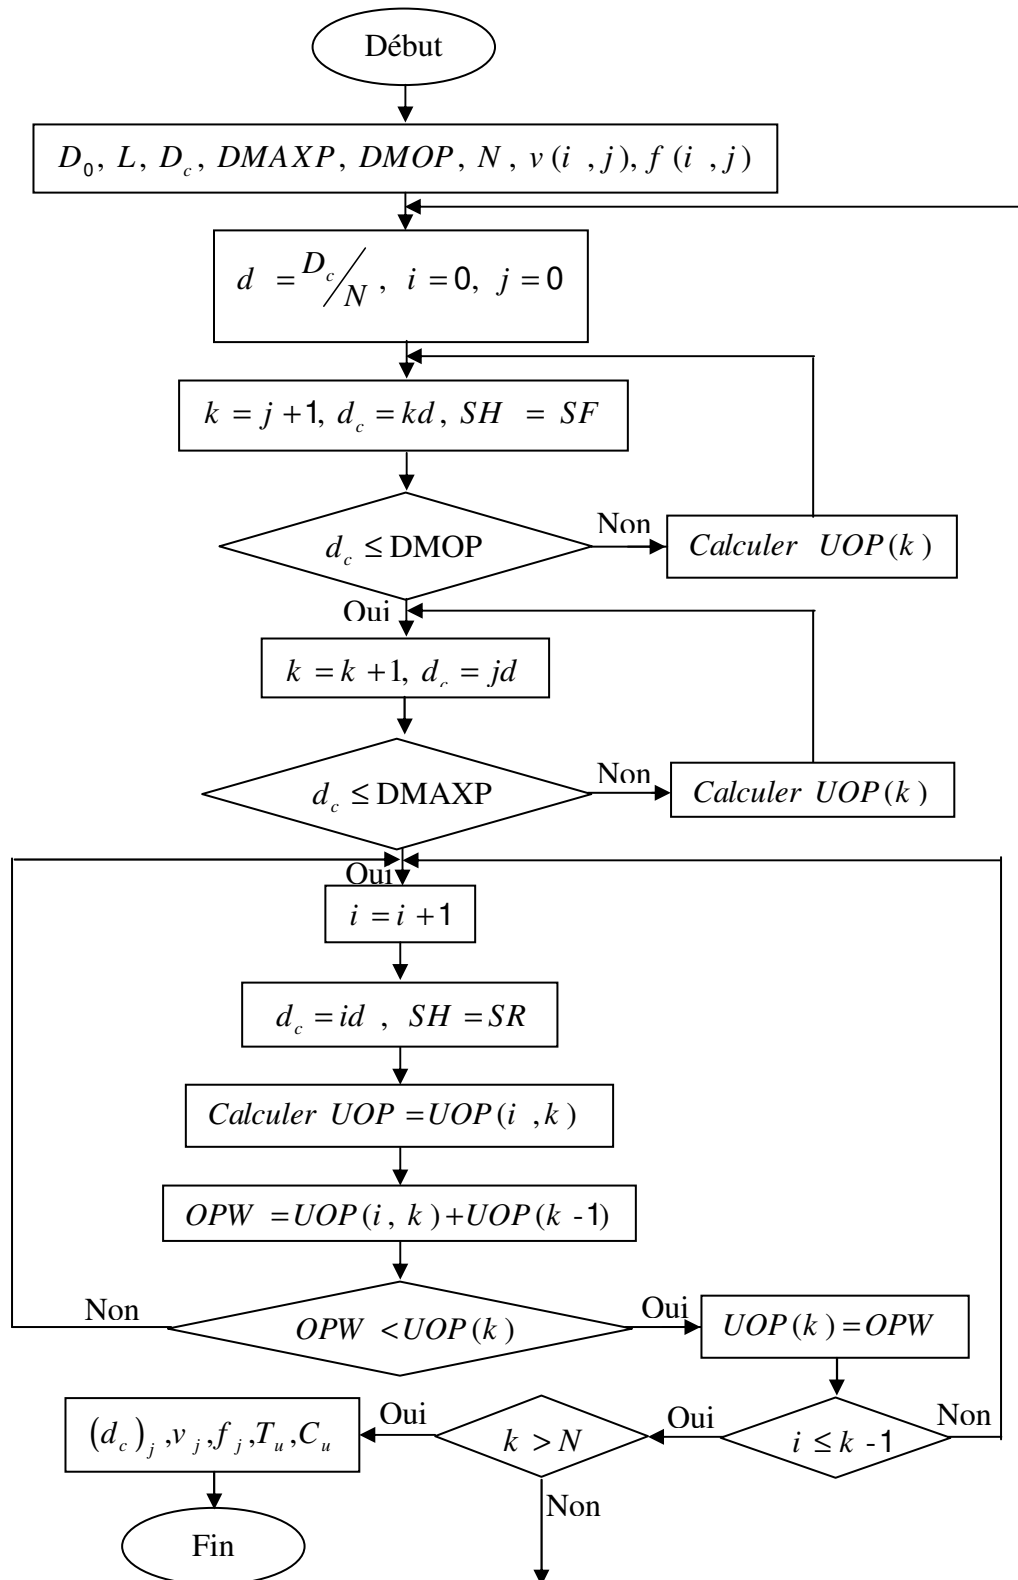 Début
D₀, L, D_c, DMAXP, DMOP, N, v(i ,j), f(i ,j)
d = D_c/N, i=0, j=0
k=j+1, d_c=kd, SH = SF
d_c ≤ DMOP
Non
Calculer UOP(k)
Oui
k=k+1, d_c=jd
d_c ≤ DMAXP
Non
Calculer UOP(k)
Oui
i=i+1
d_c=id , SH=SR
Calculer UOP=UOP(i ,k)
OPW =UOP(i, k)+UOP(k-1)
Non
OPW <UOP(k)
Oui
UOP(k)=OPW
(d_c)_j ,v_j ,f_j ,T_u ,C_u
Oui
k >N
Oui
i ≤ k -1
Non
Non
Fin